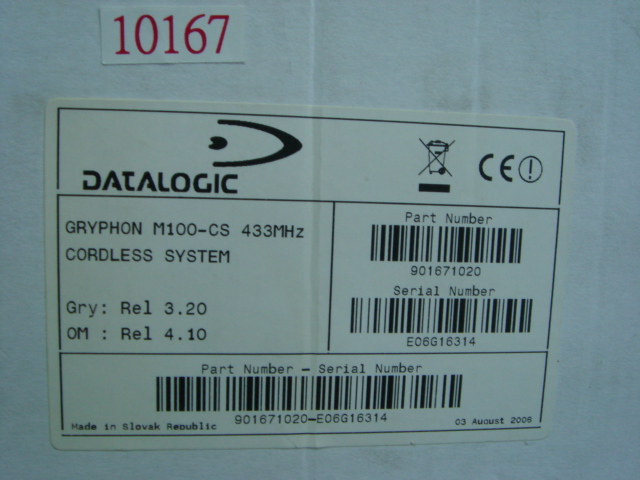 10167
DATALOGIC
CE
GRYPHON M100-CS 433MHz
CORDLESS SYSTEM
Gry: Rel 3.20
OM : Rel 4.10
Part Number
901671020
Serial Number
E06G16314
Part Number - Serial Number
901671020-E06G16314
Made in Slovak Republic
03 August 2006